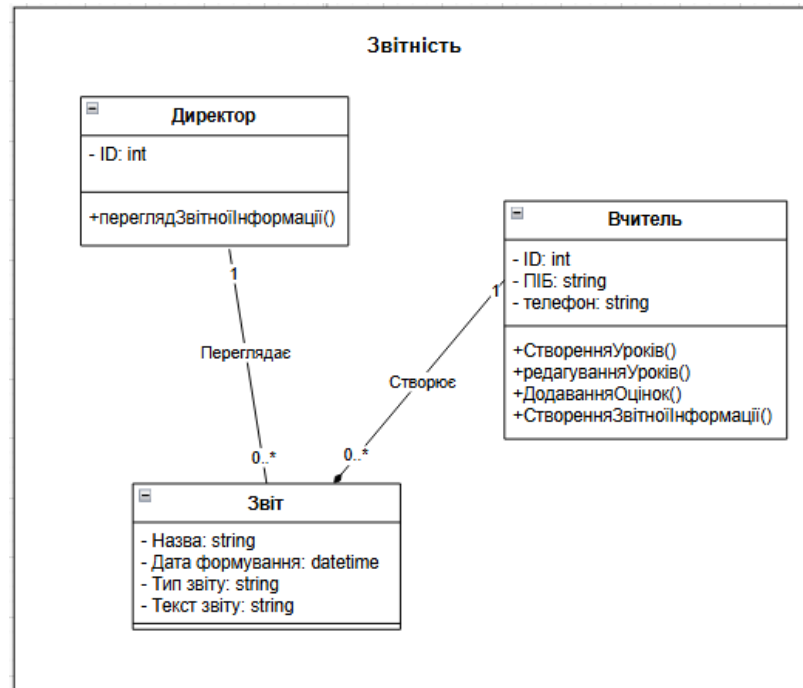 Звітність
Директор
- ID: int
+переглядЗвітноїІнформації()
1
Переглядає
0..*
Вчитель
- ID: int
- ПІБ: string
- телефон: string
+СтворенняУроків()
+редагуванняУроків()
+ДодаванняОцінок()
+СтворенняЗвітноїІнформації()
1
Створює
0..*
Звіт
- Назва: string
- Дата формування: datetime
- Тип звіту: string
- Текст звіту: string